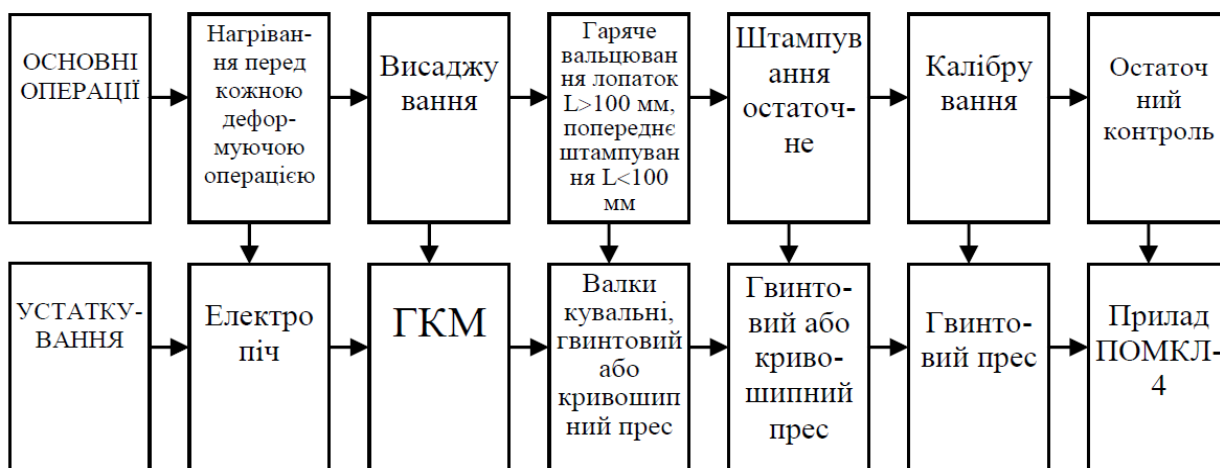 ОСНОВНІ
ОПЕРАЦІЇ
Нагріван-
ня перед
кожною
дефор-
муючою
операцією
Висаджу
вання
Гаряче
вальцюван
ня лопаток
L>100 мм,
попереднє
штампуван
ня L<100
мм
Штампув
ання
остаточ-
не
Калібру
вання
Остаточ
ний
контроль
УСТАТКУ-
ВАННЯ
Електро
піч
ГКМ
Валки
кувальні,
гвинтовий
або
кривошип
ний прес
Гвинто-
вий або
криво-
шипний
прес
Гвинто-
вий прес
Прилад
ПОМКЛ-
4